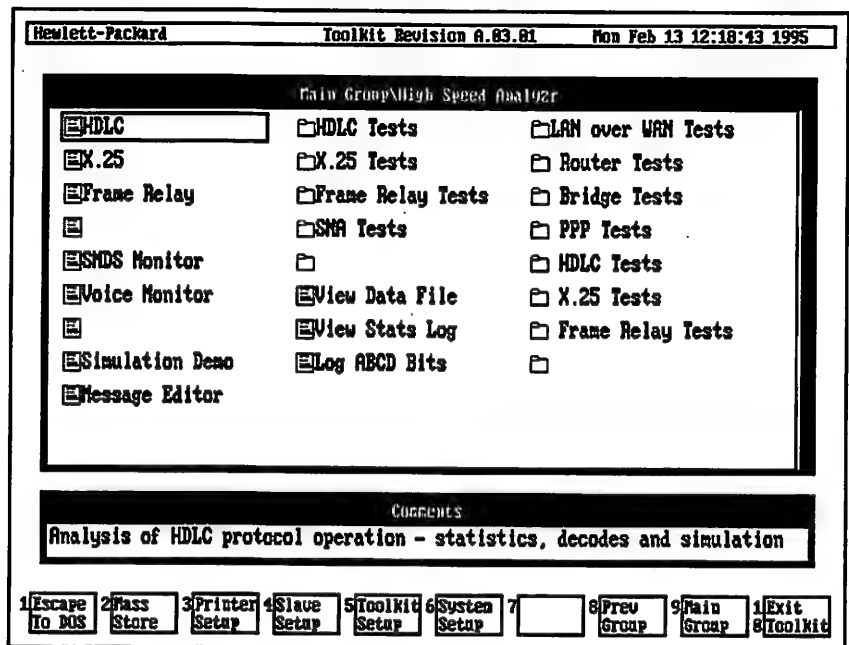 Hewlett-Packard Toolkit Revision A.03.01 Mon Feb 13 12:18:43 1995
Main Group\High Speed Analyzr
HDLC HDLC Tests LAN over WAN Tests
X.25 X.25 Tests Router Tests
Frame Relay Frame Relay Tests Bridge Tests
SNA Tests PPP Tests
SMDS Monitor HDLC Tests
Voice Monitor View Data File X.25 Tests
View Stats Log Frame Relay Tests
Simulation Demo Log ABCD Bits
Message Editor
Comments
Analysis of HDLC protocol operation - statistics, decodes and simulation
1 Escape 2 Mass 3 Printer 4 Slave 5 Toolkit 6 System 7 8 Prev 9 Main 1 Exit
To DOS Store Setup Setup Setup Setup Group Group 0 Toolkit